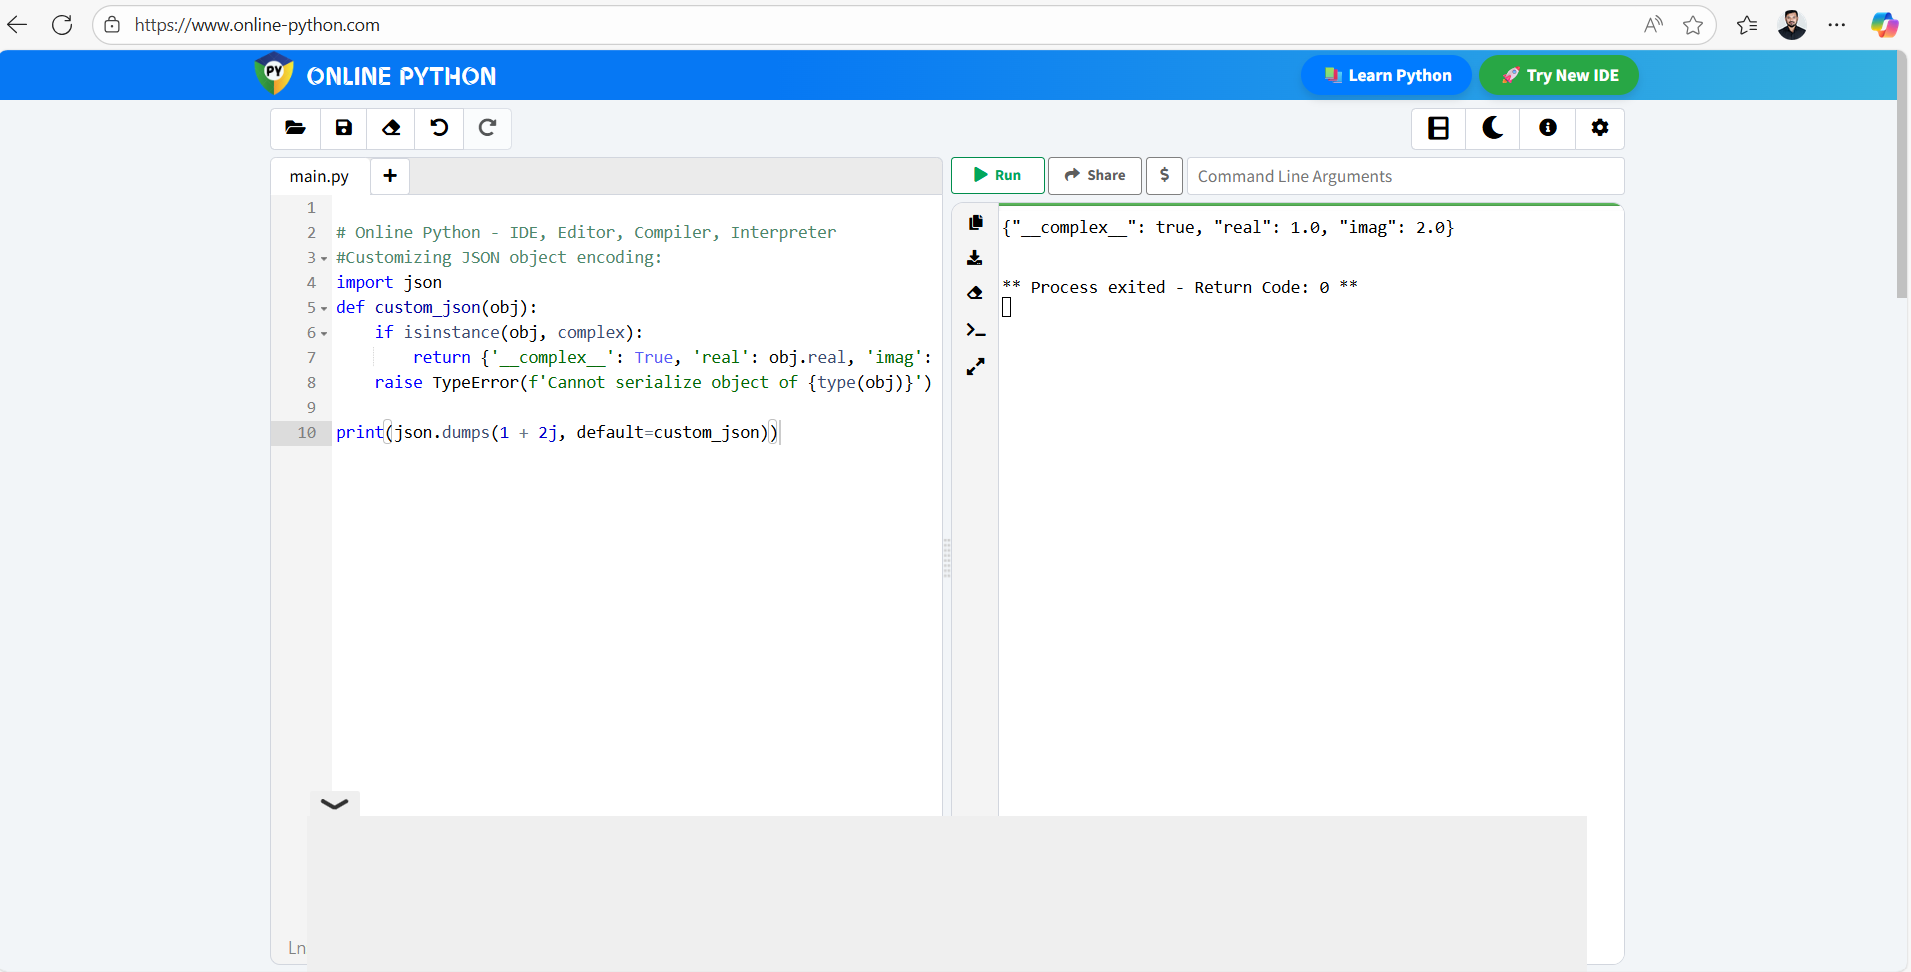 https://www.online-python.com
PY
ONLINE PYTHON
Learn Python
Try New IDE
main.py
Run
Share
$
Command Line Arguments
1
2 # Online Python - IDE, Editor, Compiler, Interpreter
3 #Customizing JSON object encoding:
4 import json
5 def custom_json(obj):
6     if isinstance(obj, complex):
7         return {'__complex__': True, 'real': obj.real, 'imag':
8     raise TypeError(f'Cannot serialize object of {type(obj)}')
9
10 print(json.dumps(1 + 2j, default=custom_json))
{"__complex__": true, "real": 1.0, "imag": 2.0}
** Process exited - Return Code: 0 **
Ln